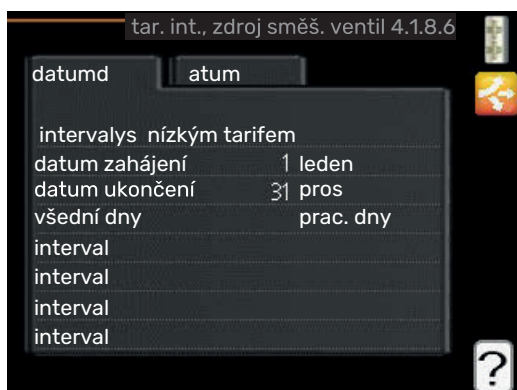 tar. int., zdroj směš. ventil 4.1.8.6
datumd atum
intervalys nízkým tarifem
datum zahájení 1 leden
datum ukončení 31 pros
všední dny prac. dny
interval
interval
interval
interval
?